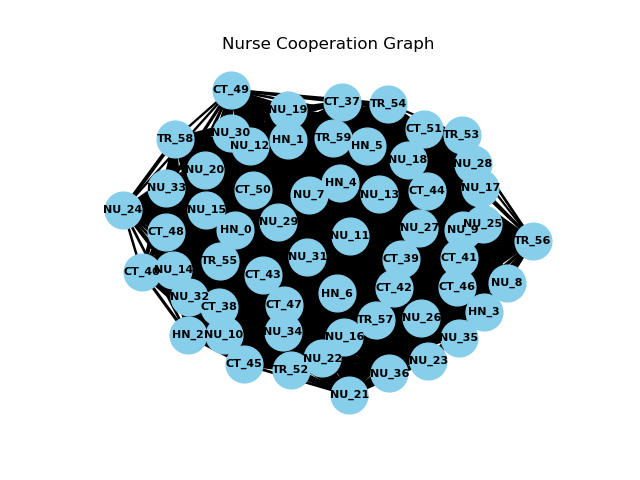 Nurse Cooperation Graph
CT_49
NU_19
CT_37
TR_54
TR_58
NU_30
NU_12
HN_1
TR_59
HN_5
CT_51
TR_53
NU_20
NU_18
NU_28
NU_33
CT_50
NU_7
HN_4
NU_13
CT_44
NU_17
NU_24
NU_15
NU_29
CT_48
HN_0
NU_11
NU_27
NU_9
NU_25
TR_56
CT_40
NU_14
TR_55
CT_43
NU_31
CT_39
CT_41
NU_32
CT_38
CT_47
HN_6
CT_42
CT_46
NU_8
HN_2
NU_10
NU_34
NU_16
TR_57
NU_26
HN_3
CT_45
TR_52
NU_22
NU_23
NU_35
NU_21
NU_36